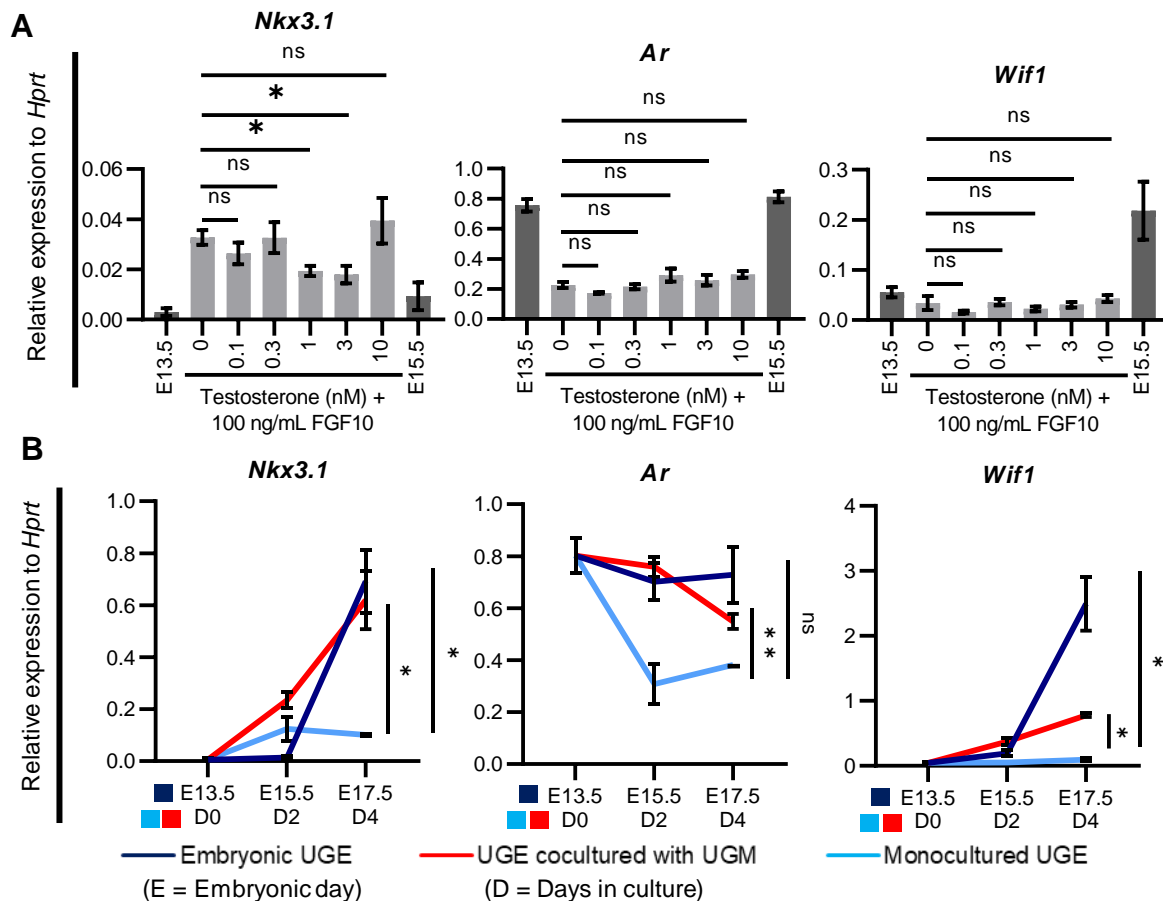 A
Nkx3.1
Ar
Wif1
Relative expression to Hprt
ns
*
*
ns
ns
0.06
0.04
0.02
0.00
E13.5
0
0.1
0.3
1
3
10
E15.5
Testosterone (nM) +
100 ng/mL FGF10
ns
ns
ns
ns
ns
1.0
0.8
0.6
0.4
0.2
0.0
E13.5
0
0.1
0.3
1
3
10
E15.5
Testosterone (nM) +
100 ng/mL FGF10
ns
ns
ns
ns
ns
0.3
0.2
0.1
0.0
E13.5
0
0.1
0.3
1
3
10
E15.5
Testosterone (nM) +
100 ng/mL FGF10
B
Nkx3.1
Ar
Wif1
Relative expression to Hprt
1.0
0.8
0.6
0.4
0.2
0.0
*
*
E13.5 E15.5 E17.5
D0 D2 D4
1.0
0.8
0.6
0.4
0.2
0.0
**
ns
E13.5 E15.5 E17.5
D0 D2 D4
4
3
2
1
0
*
*
E13.5 E15.5 E17.5
D0 D2 D4
Embryonic UGE
(E = Embryonic day)
UGE cocultured with UGM
(D = Days in culture)
Monocultured UGE